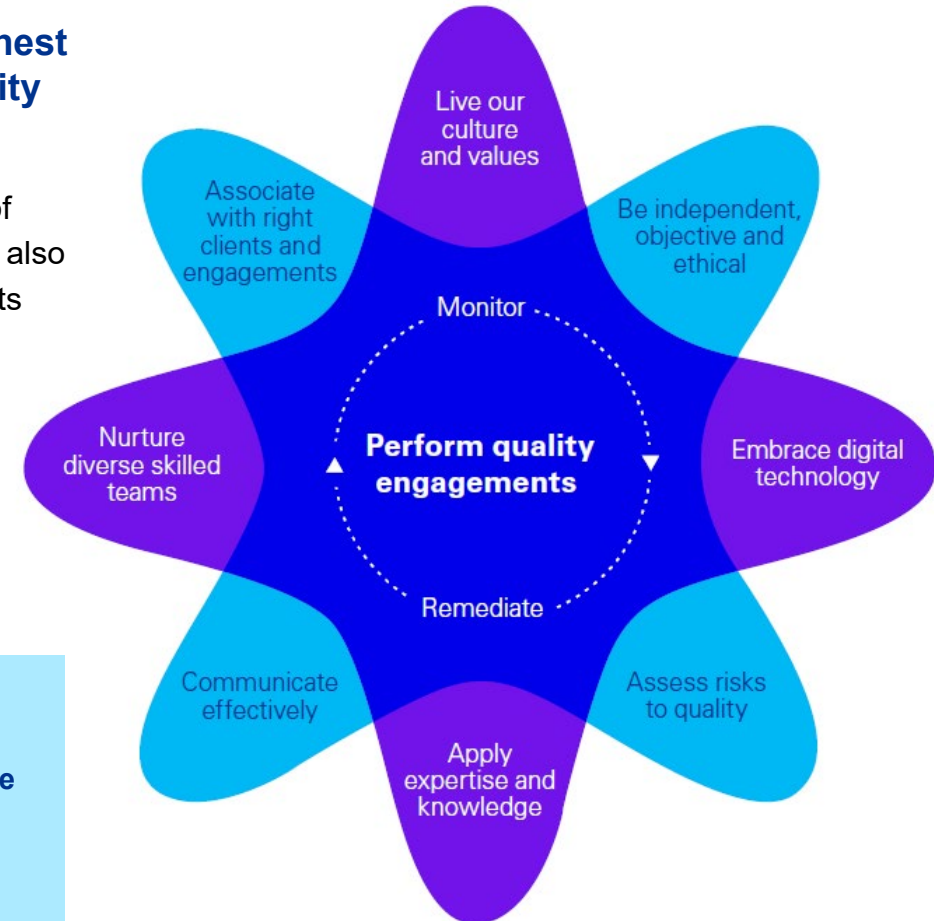 nest
ity
of
also
ts
e
Live our
culture
and values
Be independent,
objective and
ethical
Embrace digital
technology
Assess risks
to quality
Apply
expertise and
knowledge
Communicate
effectively
Nurture
diverse skilled
teams
Associate
with right
clients and
engagements
Monitor
Perform quality
engagements
Remediate